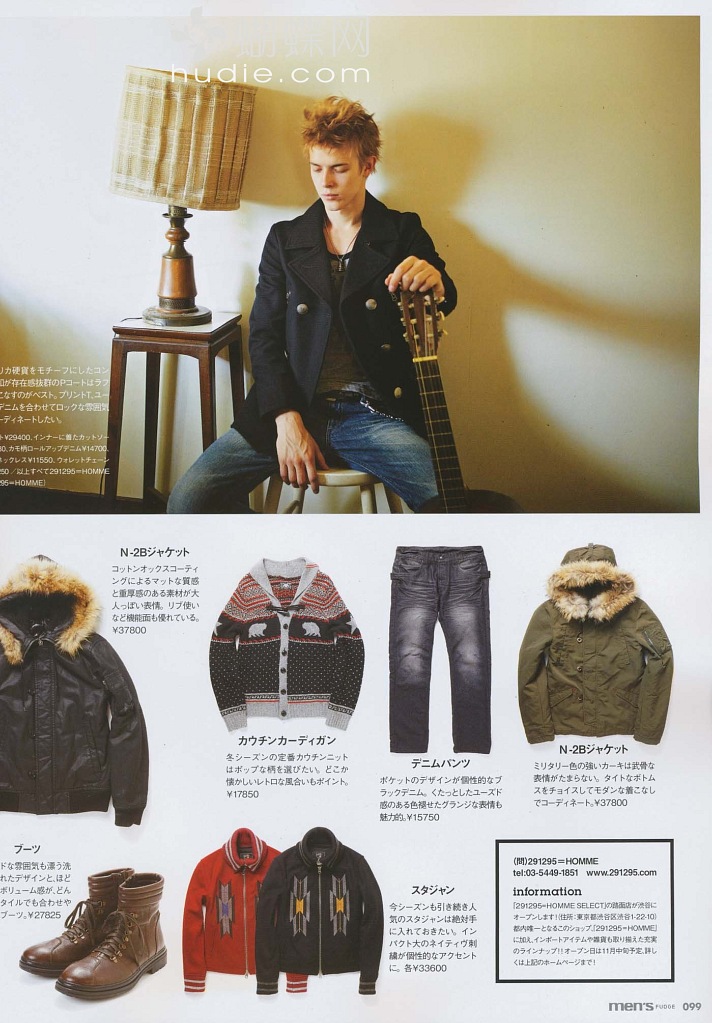 hudie.com
リカ硬貨をモチーフにしたコン
が存在感抜群のPコートはラフ
こなすのがベスト。プリントT、ユー
デニムを合わせてロックな雰囲気
ーディネートしたい。
ト¥29400、インナーに着たカットソー
カモ柄ロールアップデニム¥14700、
ネックレス¥11550、ウォレットチェーン
250／以上すべて291295=HOMME
295=HOMME）
N-2Bジャケット
コットンオックスコーティ
ングによるマットな質感
と重厚感のある素材が大
人っぽい表情。リブ使い
など機能面も優れている。
¥37800
カウチンカーディガン
冬シーズンの定番カウチンニット
はポップな柄を選びたい。どこか
懐かしいレトロな風合いもポイント。
¥17850
デニムパンツ
ポケットのデザインが個性的なブ
ラックデニム。くたっとしたユーズド
感のある色褪せたグランジな表情も
魅力的。¥15750
N-2Bジャケット
ミリタリー色の強いカーキは武骨な
表情がたまらない。タイトなボトム
スをチョイスしてモダンな着こなし
でコーディネート。¥37800
ブーツ
ドな雰囲気も漂う洗
れたデザインと、ほど
ボリューム感が、どん
タイルでも合わせや
ブーツ。¥27825
スタジャン
今シーズンも引き続き人
気のスタジャンは絶対手
に入れておきたい。イン
パクト大のネイティヴ刺
繍が個性的なアクセント
に。各¥33600
（問）291295=HOMME
tel:03-5449-1851 www.291295.com
information
「291295=HOMME SELECT」の路面店が渋谷に
オープンします！（住所：東京都渋谷区渋谷1-22-10）
都内唯一となるこのショップ、「291295=HOMME」
に加え、インポートアイテムや雑貨も取り揃えた充実
のラインナップ！！オープン日は11月中旬予定、詳し
くは上記のホームページまで！
men's FUDGE 099